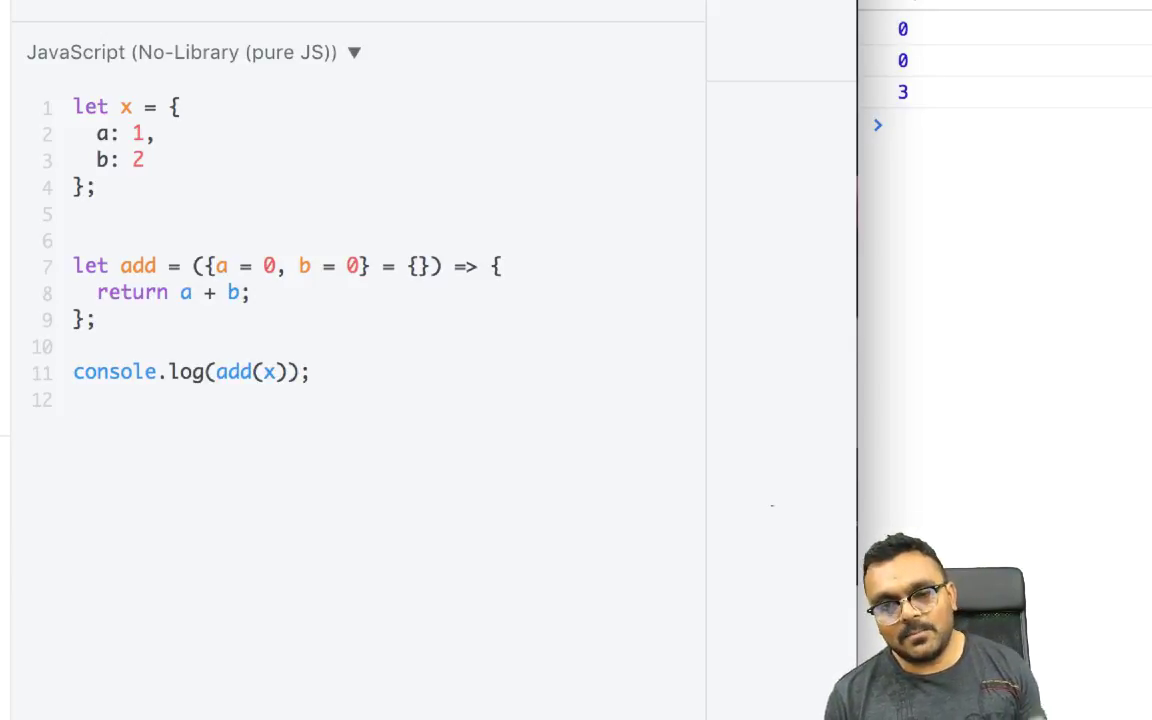 JavaScript (No-Library (pure JS)) ▼
1 let x = {
2 a: 1,
3 b: 2
4 };
5
6
7 let add = ({a = 0, b = 0} = {}) => {
8 return a + b;
9 };
10
11 console.log(add(x));
12
0
0
3
>